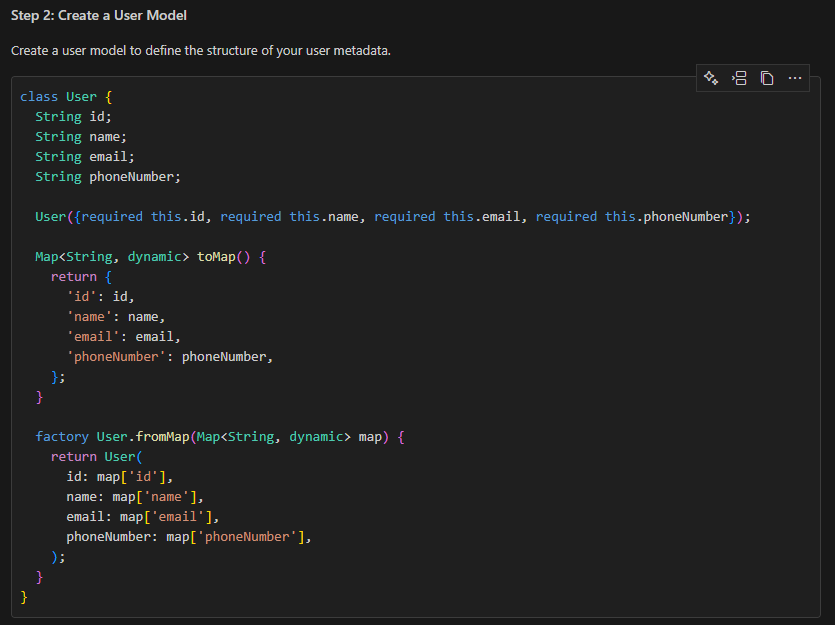 Step 2: Create a User Model
Create a user model to define the structure of your user metadata.
class User {
  String id;
  String name;
  String email;
  String phoneNumber;

  User({required this.id, required this.name, required this.email, required this.phoneNumber});

  Map<String, dynamic> toMap() {
    return {
      'id': id,
      'name': name,
      'email': email,
      'phoneNumber': phoneNumber,
    };
  }

  factory User.fromMap(Map<String, dynamic> map) {
    return User(
      id: map['id'],
      name: map['name'],
      email: map['email'],
      phoneNumber: map['phoneNumber'],
    );
  }
}